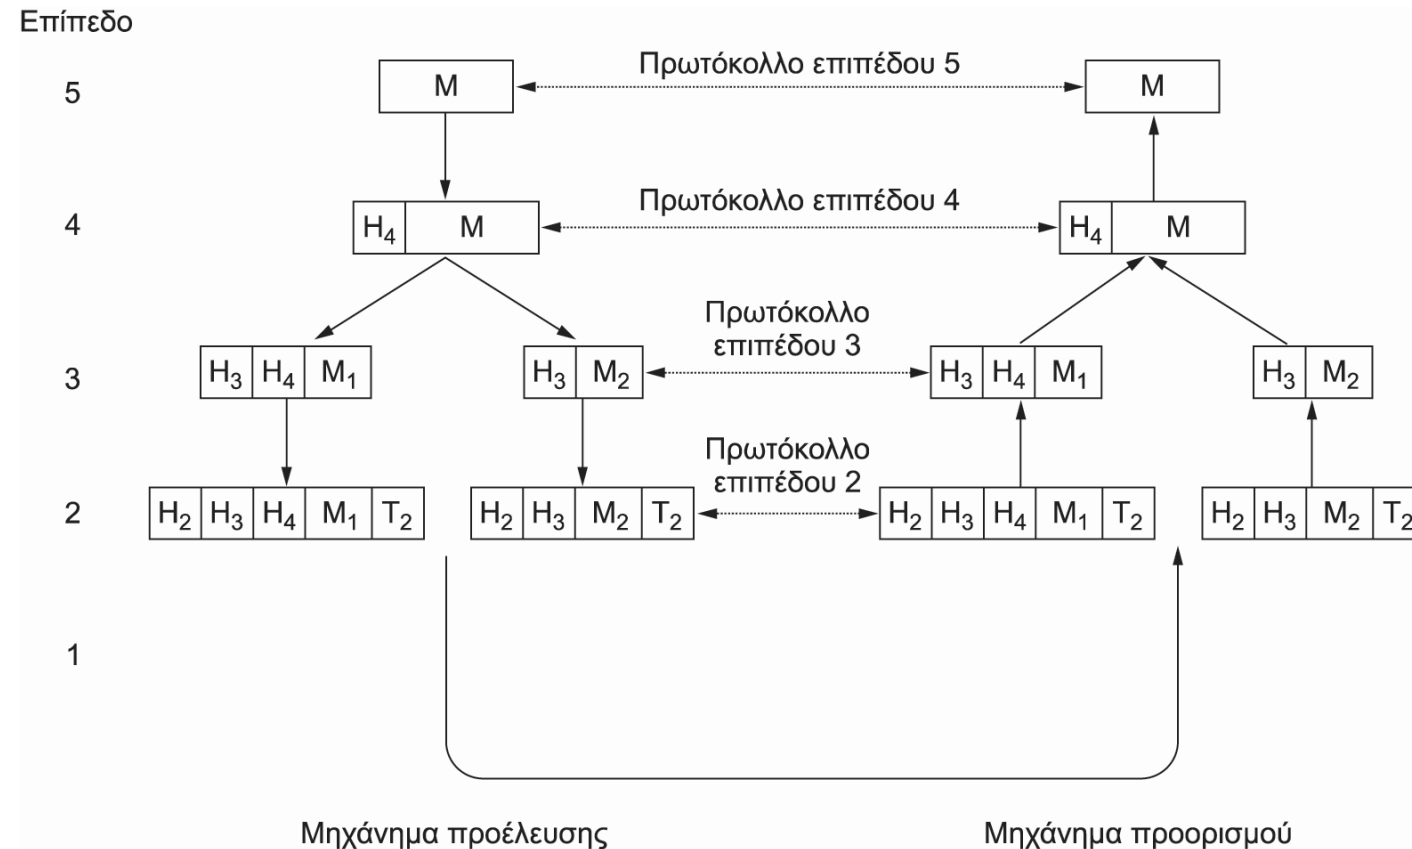 Επίπεδο
5
M
Πρωτόκολλο επιπέδου 5
M
4
H₄ M
Πρωτόκολλο επιπέδου 4
H₄ M
3
H₃ H₄ M₁
H₃ M₂
Πρωτόκολλο
επιπέδου 3
H₃ H₄ M₁
H₃ M₂
2
H₂ H₃ H₄ M₁ T₂
H₂ H₃ M₂ T₂
Πρωτόκολλο
επιπέδου 2
H₂ H₃ H₄ M₁ T₂
H₂ H₃ M₂ T₂
1
Μηχάνημα προέλευσης
Μηχάνημα προορισμού